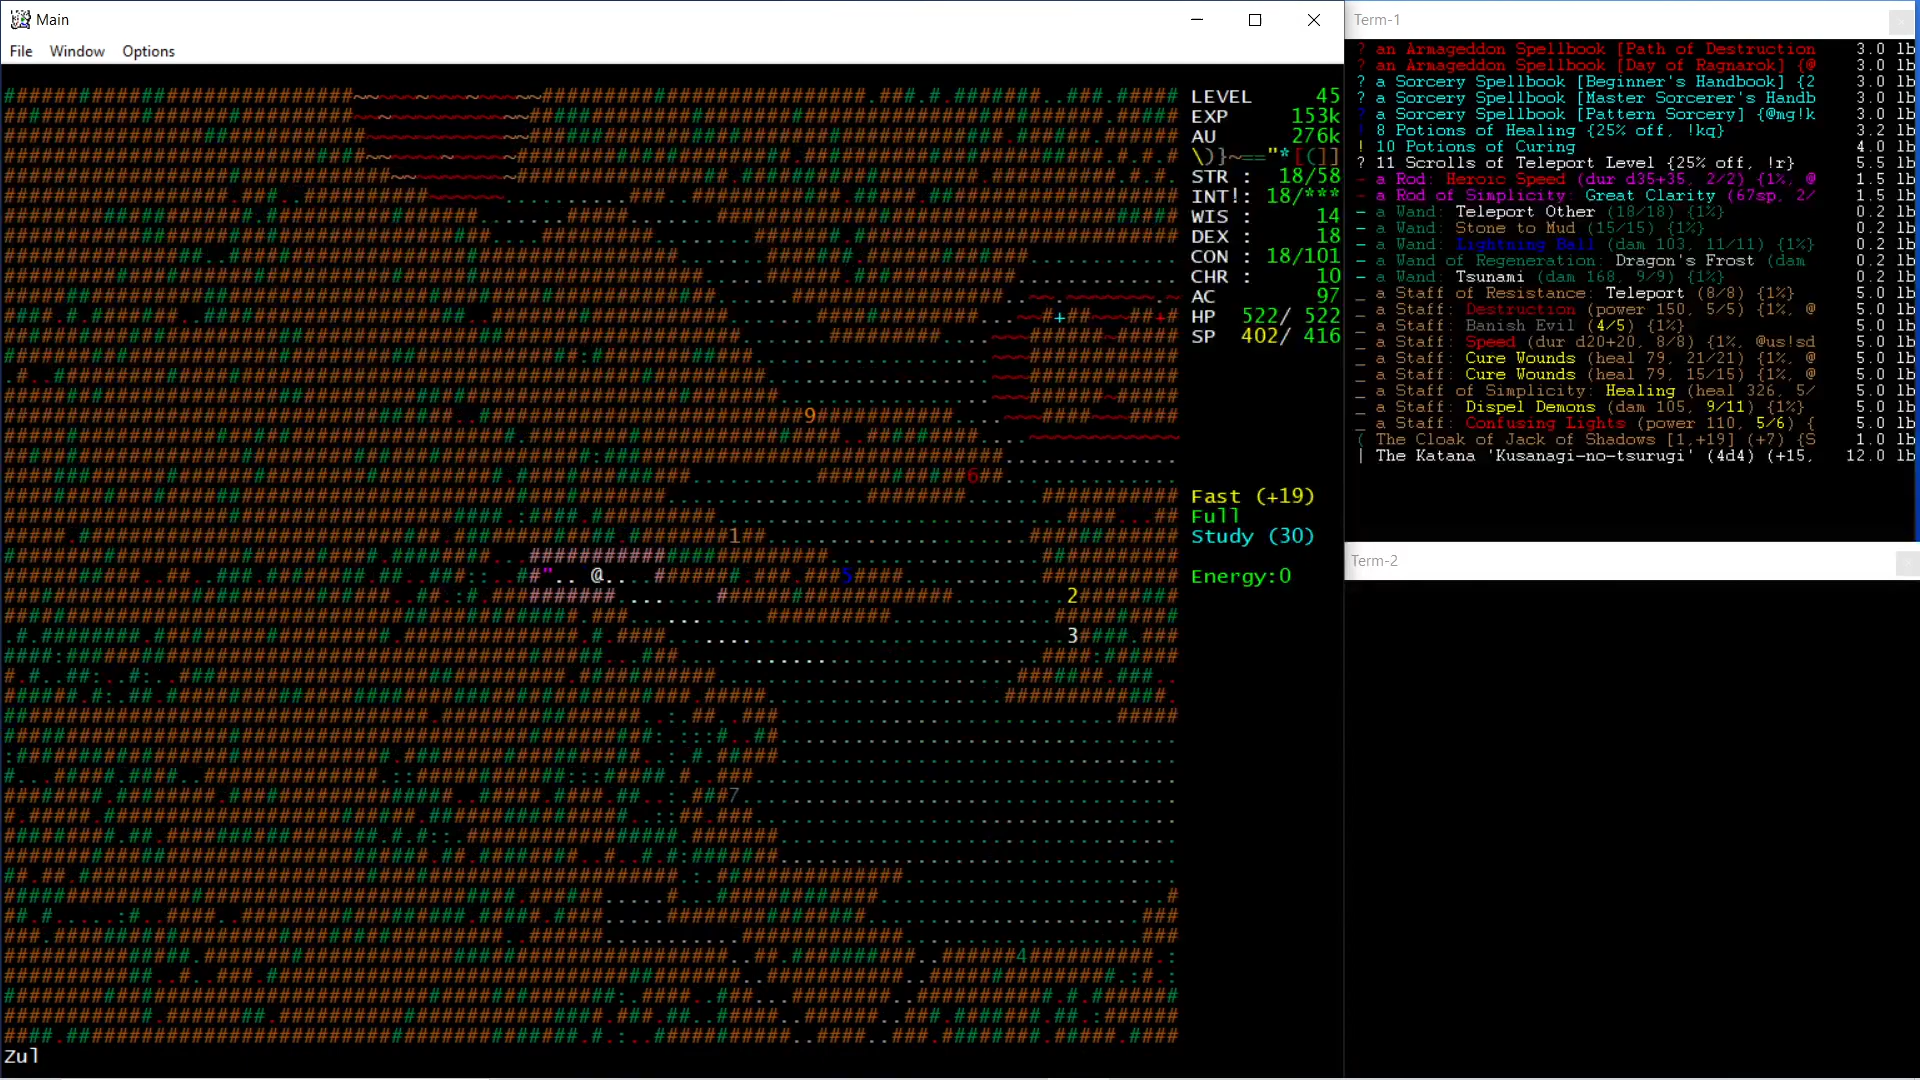 Main
File Window Options
LEVEL 45
EXP 153k
AU 276k
\)}~=="*[(]]
STR : 18/58
INT!: 18/***
WIS : 14
DEX : 18
CON : 18/101
CHR : 10
AC 97
HP 522/ 522
SP 402/ 416
Fast (+19)
Full
Study (30)
Energy:0
Zul
Term-1
? an Armageddon Spellbook [Path of Destruction 3.0 lb
? an Armageddon Spellbook [Day of Ragnarok] {@ 3.0 lb
? a Sorcery Spellbook [Beginner's Handbook] {2 3.0 lb
? a Sorcery Spellbook [Master Sorcerer's Handb 3.0 lb
? a Sorcery Spellbook [Pattern Sorcery] {@mg!k 3.0 lb
! 8 Potions of Healing {25% off, !kq} 3.2 lb
! 10 Potions of Curing 4.0 lb
? 11 Scrolls of Teleport Level {25% off, !r} 5.5 lb
- a Rod: Heroic Speed (dur d35+35, 2/2) {1%, @ 1.5 lb
- a Rod of Simplicity: Great Clarity (67sp, 2/ 1.5 lb
- a Wand: Teleport Other (18/18) {1%} 0.2 lb
- a Wand: Stone to Mud (15/15) {1%} 0.2 lb
- a Wand: Lightning Ball (dam 103, 11/11) {1%} 0.2 lb
- a Wand of Regeneration: Dragon's Frost (dam 0.2 lb
- a Wand: Tsunami (dam 168, 9/9) {1%} 0.2 lb
_ a Staff of Resistance: Teleport (8/8) {1%} 5.0 lb
_ a Staff: Destruction (power 150, 5/5) {1%, @ 5.0 lb
_ a Staff: Banish Evil (4/5) {1%} 5.0 lb
_ a Staff: Speed (dur d20+20, 8/8) {1%, @us!sd 5.0 lb
_ a Staff: Cure Wounds (heal 79, 21/21) {1%, @ 5.0 lb
_ a Staff: Cure Wounds (heal 79, 15/15) {1%, @ 5.0 lb
_ a Staff of Simplicity: Healing (heal 326, 5/ 5.0 lb
_ a Staff: Dispel Demons (dam 105, 9/11) {1%} 5.0 lb
_ a Staff: Confusing Lights (power 110, 5/6) { 5.0 lb
( The Cloak of Jack of Shadows [1,+19] (+7) {S 1.0 lb
| The Katana 'Kusanagi-no-tsurugi' (4d4) (+15, 12.0 lb
Term-2